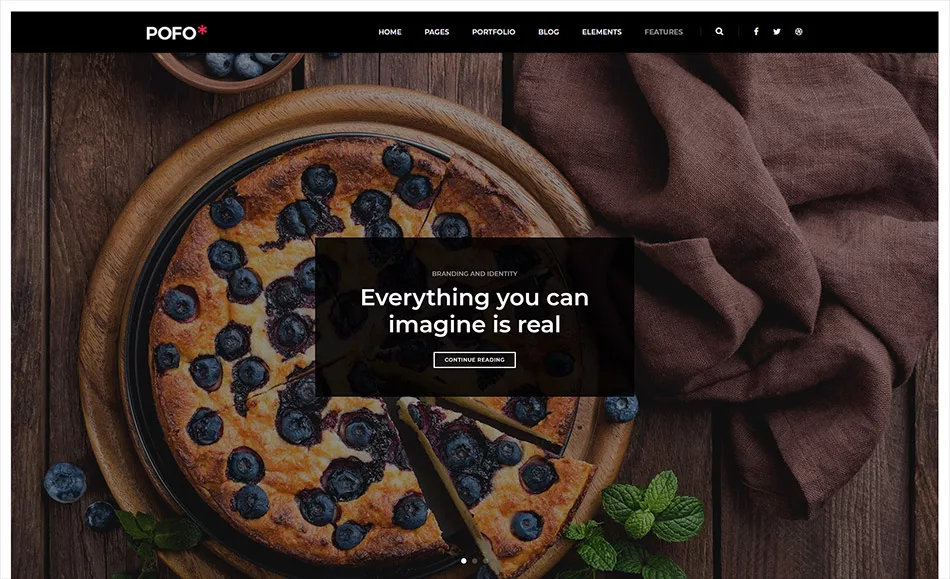 POFO*
HOME PAGES PORTFOLIO BLOG ELEMENTS FEATURES
BRANDING AND IDENTITY
Everything you can
imagine is real
CONTINUE READING